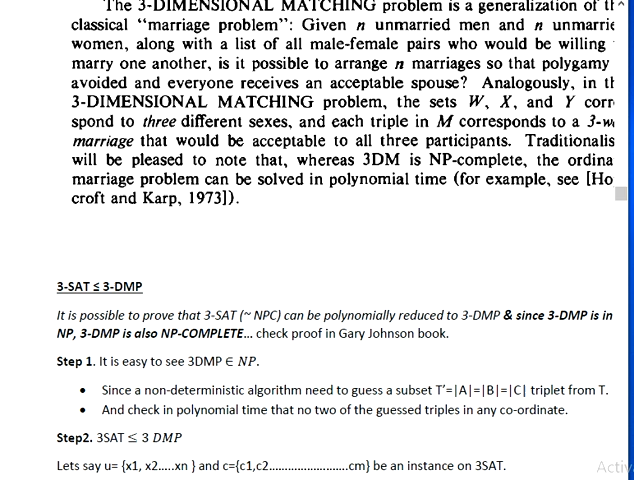 The 3-DIMENSIONAL MATCHING problem is a generalization of th
classical "marriage problem": Given n unmarried men and n unmarrie
women, along with a list of all male-female pairs who would be willing
marry one another, is it possible to arrange n marriages so that polygamy
avoided and everyone receives an acceptable spouse? Analogously, in th
3-DIMENSIONAL MATCHING problem, the sets W, X, and Y corr
spond to three different sexes, and each triple in M corresponds to a 3-w
marriage that would be acceptable to all three participants. Traditionalis
will be pleased to note that, whereas 3DM is NP-complete, the ordina
marriage problem can be solved in polynomial time (for example, see [Ho
croft and Karp, 1973]).
3-SAT ≤ 3-DMP
It is possible to prove that 3-SAT (~ NPC) can be polynomially reduced to 3-DMP & since 3-DMP is in
NP, 3-DMP is also NP-COMPLETE... check proof in Gary Johnson book.
Step 1. It is easy to see 3DMP ∈ NP.
• Since a non-deterministic algorithm need to guess a subset T'=|A|=|B|=|C| triplet from T.
• And check in polynomial time that no two of the guessed triples in any co-ordinate.
Step2. 3SAT ≤ 3 DMP
Lets say u= {x1, x2.....xn } and c={c1,c2..........................cm} be an instance on 3SAT.
Activ